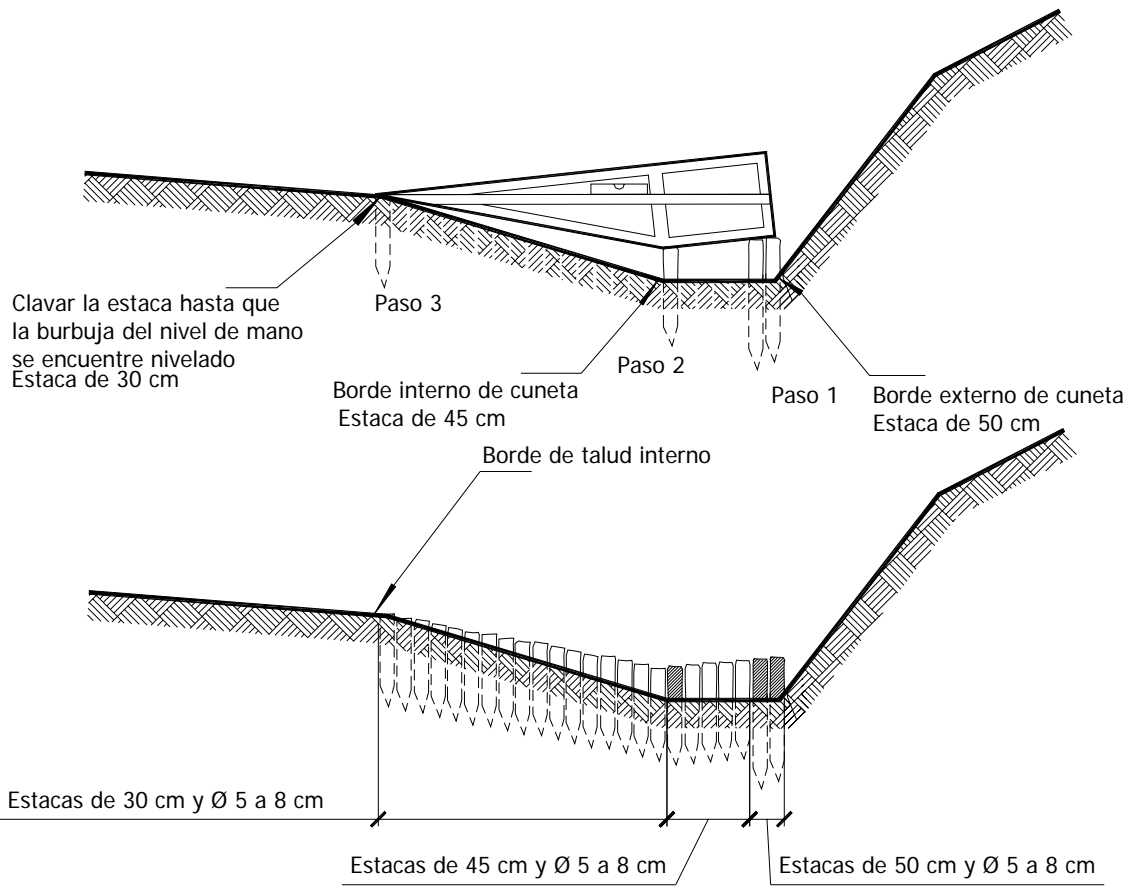 Clavar la estaca hasta que
la burbuja del nivel de mano
se encuentre nivelado
Estaca de 30 cm
Paso 3
Paso 2
Borde interno de cuneta
Estaca de 45 cm
Paso 1
Borde externo de cuneta
Estaca de 50 cm
Borde de talud interno
Estacas de 30 cm y Ø 5 a 8 cm
Estacas de 45 cm y Ø 5 a 8 cm
Estacas de 50 cm y Ø 5 a 8 cm